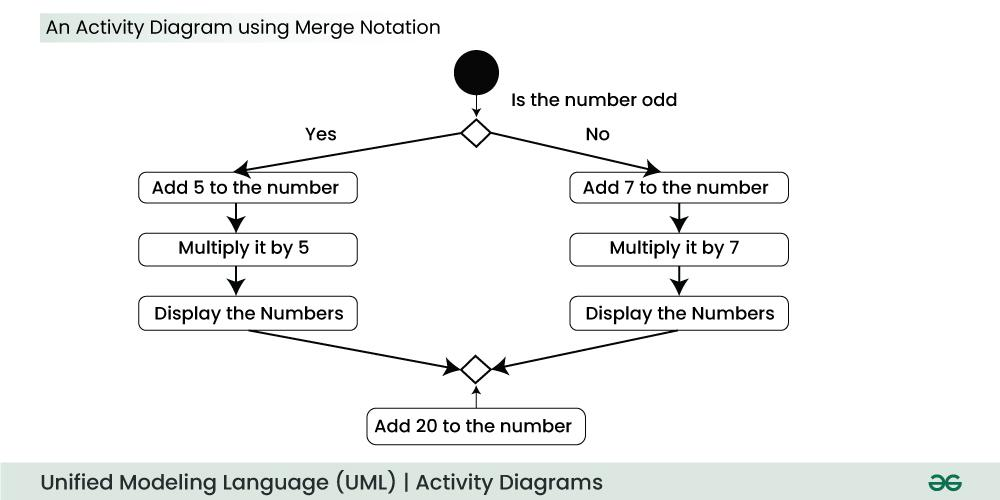 An Activity Diagram using Merge Notation
Is the number odd
Yes
No
Add 5 to the number
Add 7 to the number
Multiply it by 5
Multiply it by 7
Display the Numbers
Display the Numbers
Add 20 to the number
Unified Modeling Language (UML) | Activity Diagrams